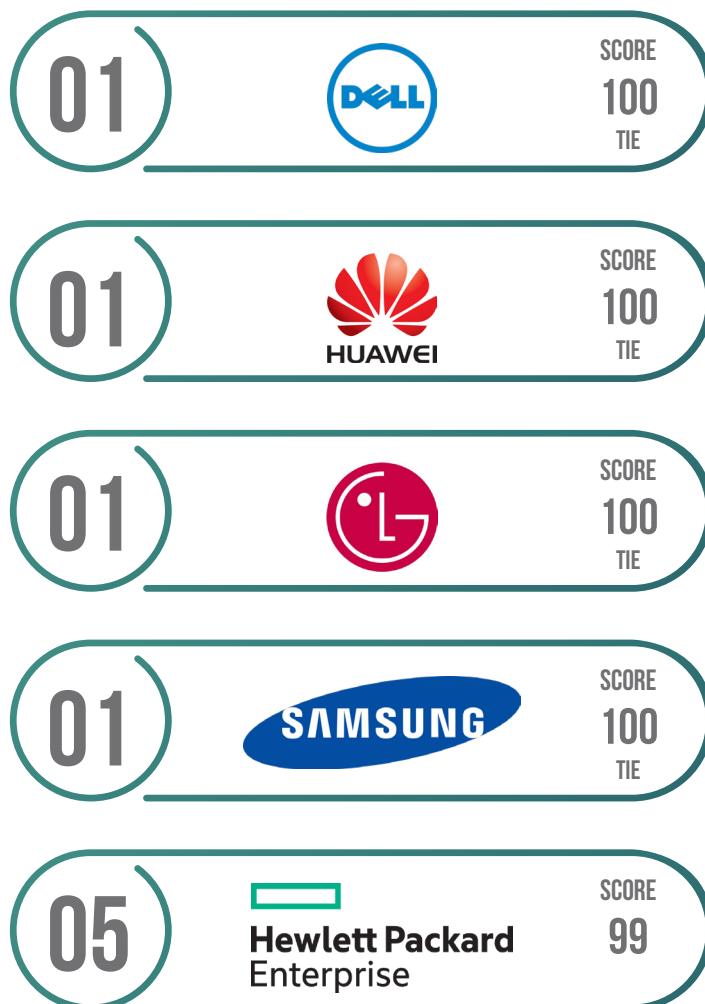 01
DELL
SCORE
100
TIE
01
HUAWEI
SCORE
100
TIE
01
LG
SCORE
100
TIE
01
SAMSUNG
SCORE
100
TIE
05
Hewlett Packard
Enterprise
SCORE
99